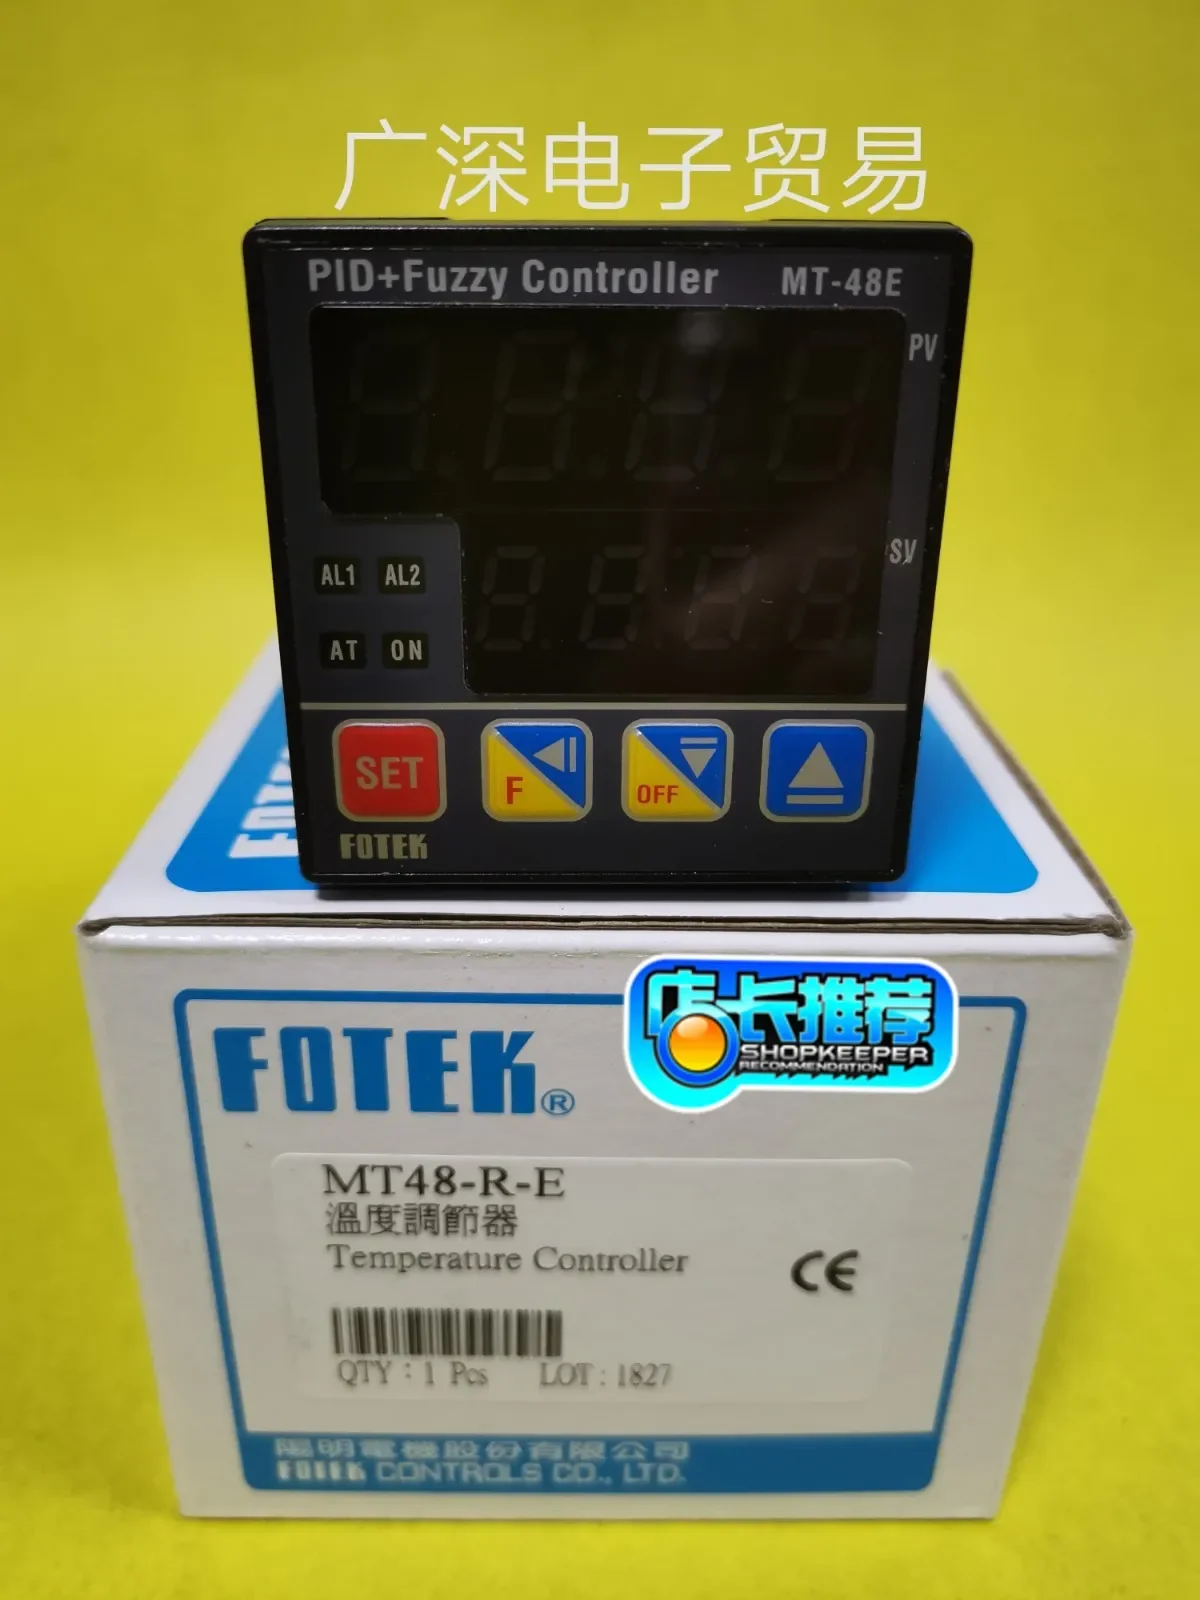 广深电子贸易
PID+Fuzzy Controller MT-48E
PV
SV
AL1 AL2
AT ON
SET F OFF
FOTEK
店长推荐
SHOPKEEPER
RECOMMENDATION
FOTEK®
MT48-R-E
溫度調節器
Temperature Controller
CE
QTY : 1 Pcs LOT : 1827
陽明電機股份有限公司
FOTEK CONTROLS CO., LTD.